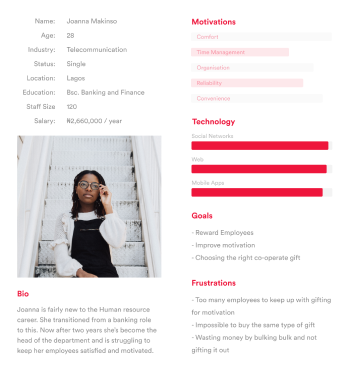 Name: Joanna Makinso
Age: 28
Industry: Telecommunication
Status: Single
Location: Lagos
Education: Bsc. Banking and Finance
Staff Size 120
Salary: ₦2,660,000 / year
Bio
Joanna is fairly new to the Human resource
career. She transitioned from a banking role
to this. Now after two years she's become the
head of the department and is struggling to
keep her employees satisfied and motivated.
Motivations
Comfort
Time Management
Organisation
Reliability
Convenience
Technology
Social Networks
Web
Mobile Apps
Goals
- Reward Employees
- Improve motivation
- Choosing the right co-operate gift
Frustrations
- Too many employees to keep up with gifting
for motivation
- Impossible to buy the same type of gift
- Wasting money by bulking bulk and not
gifting it out